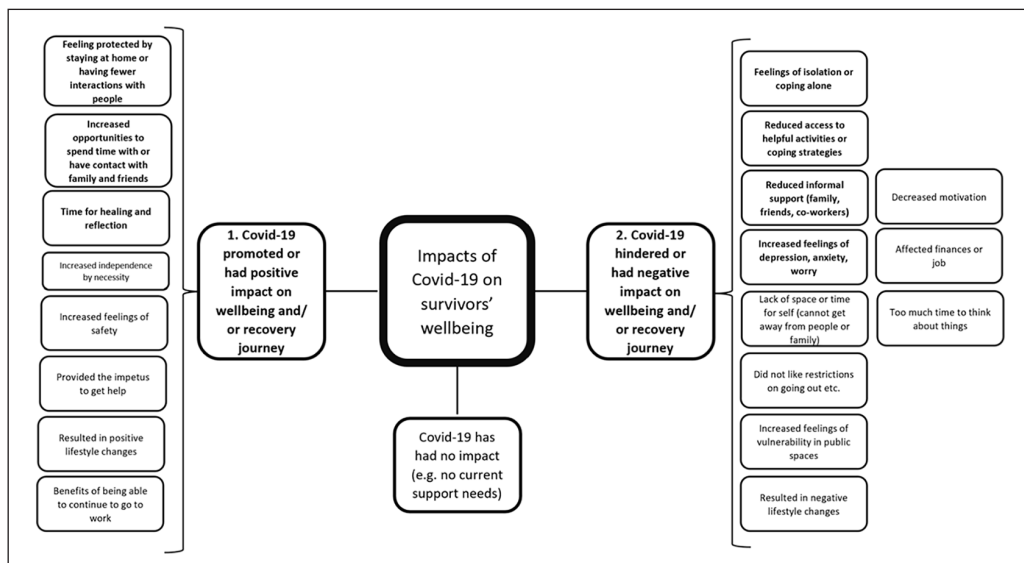 Feeling protected by
staying at home or
having fewer
interactions with
people
Increased
opportunities to
spend time with or
have contact with
family and friends
Time for healing and
reflection
Increased independence
by necessity
Increased feelings of
safety
Provided the impetus
to get help
Resulted in positive
lifestyle changes
Benefits of being able
to continue to go to
work
1. Covid-19
promoted or
had positive
impact on
wellbeing and/
or recovery
journey
Impacts of
Covid-19 on
survivors’
wellbeing
Covid-19 has
had no impact
(e.g. no current
support needs)
2. Covid-19
hindered or
had negative
impact on
wellbeing and/
or recovery
journey
Feelings of isolation or
coping alone
Reduced access to
helpful activities or
coping strategies
Reduced informal
support (family,
friends, co-workers)
Increased feelings of
depression, anxiety,
worry
Lack of space or time
for self (cannot get
away from people or
family)
Did not like restrictions
on going out etc.
Increased feelings of
vulnerability in public
spaces
Resulted in negative
lifestyle changes
Decreased motivation
Affected finances or
job
Too much time to think
about things